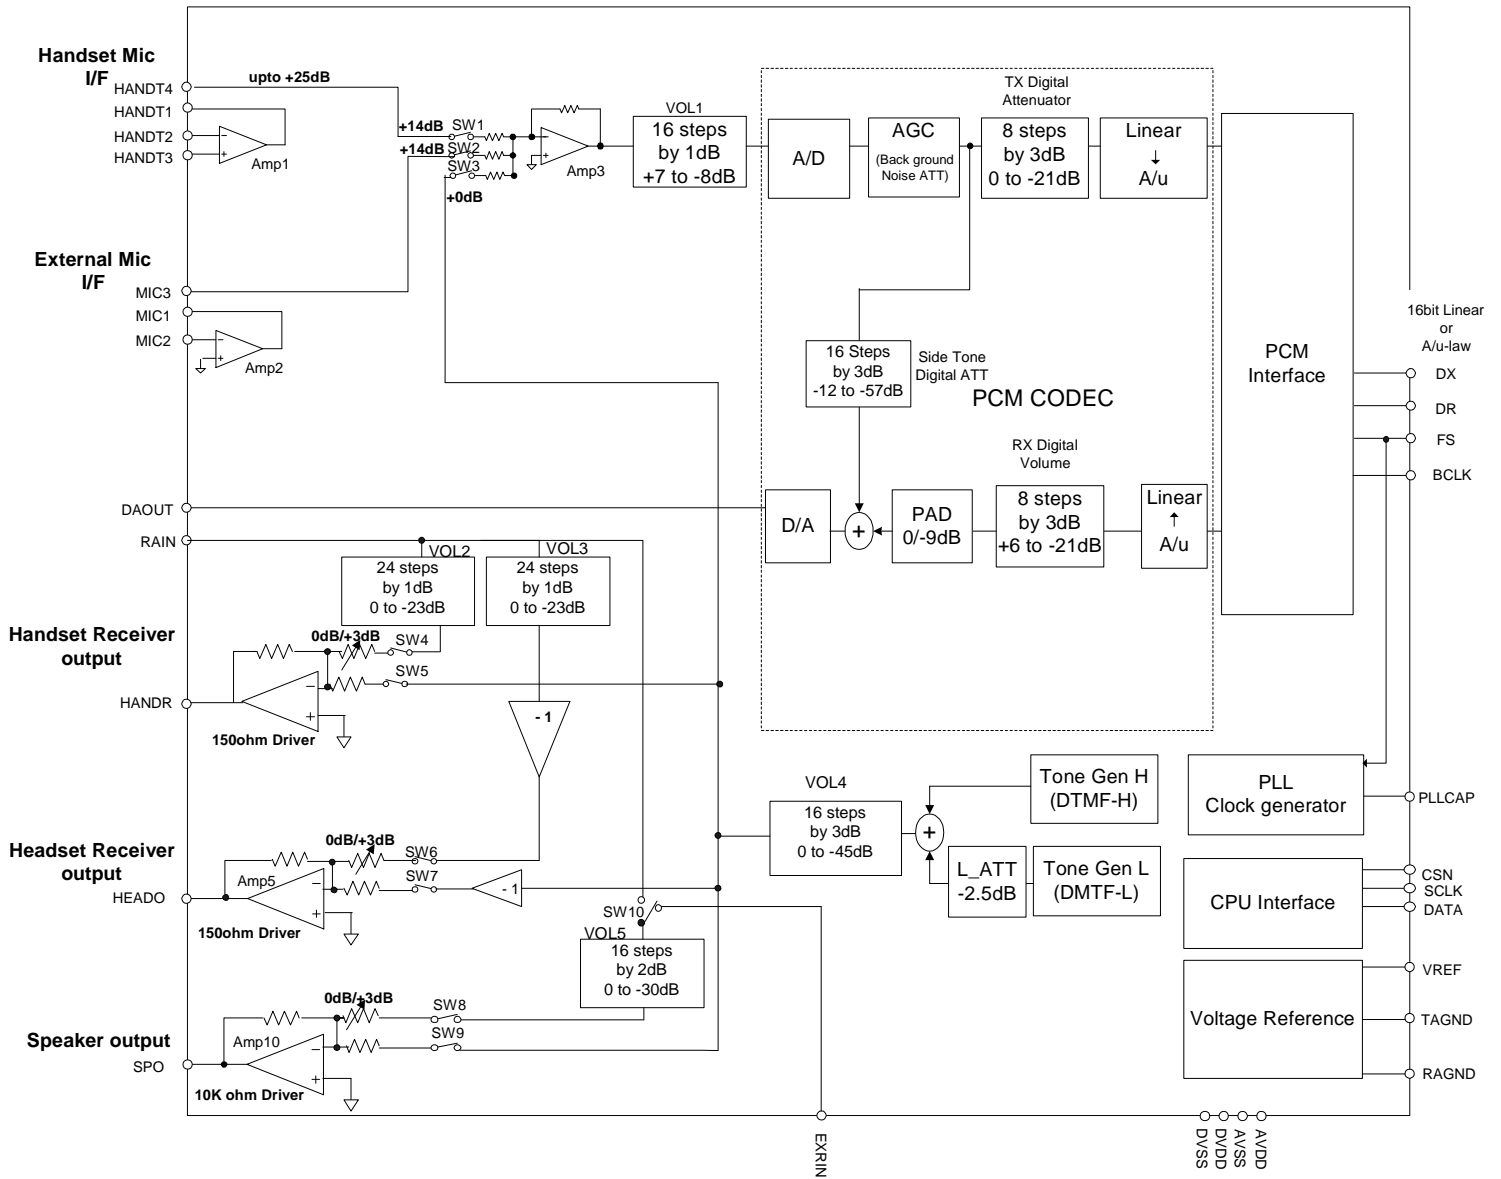 Handset Mic
I/F
HANDT4
HANDT1
HANDT2
HANDT3
upto +25dB
-
+
Amp1
+14dB
SW1
+14dB
SW2
SW3
+0dB
-
+
Amp3
VOL1
16 steps
by 1dB
+7 to -8dB
A/D
AGC
(Back ground
Noise ATT)
TX Digital
Attenuator
8 steps
by 3dB
0 to -21dB
Linear
↓
A/u
PCM
Interface
External Mic
I/F
MIC3
MIC1
MIC2
-
+
Amp2
16 Steps
by 3dB
-12 to -57dB
Side Tone
Digital ATT
PCM CODEC
16bit Linear
or
A/u-law
DX
DR
FS
BCLK
RX Digital
Volume
DAOUT
RAIN
D/A
+
PAD
0/-9dB
8 steps
by 3dB
+6 to -21dB
Linear
↑
A/u
VOL2
24 steps
by 1dB
0 to -23dB
VOL3
24 steps
by 1dB
0 to -23dB
Handset Receiver
output
HANDR
0dB/+3dB
SW4
SW5
-
+
150ohm Driver
- 1
VOL4
16 steps
by 3dB
0 to -45dB
+
Tone Gen H
(DTMF-H)
L_ATT
-2.5dB
Tone Gen L
(DMTF-L)
PLL
Clock generator
PLLCAP
Headset Receiver
output
HEADO
0dB/+3dB
SW6
SW7
Amp5
-
+
150ohm Driver
- 1
SW10
VOL5
16 steps
by 2dB
0 to -30dB
CPU Interface
CSN
SCLK
DATA
Voltage Reference
VREF
TAGND
RAGND
Speaker output
SPO
0dB/+3dB
SW8
SW9
Amp10
-
+
10K ohm Driver
EXRIN
DVSS
DVDD
AVSS
AVDD